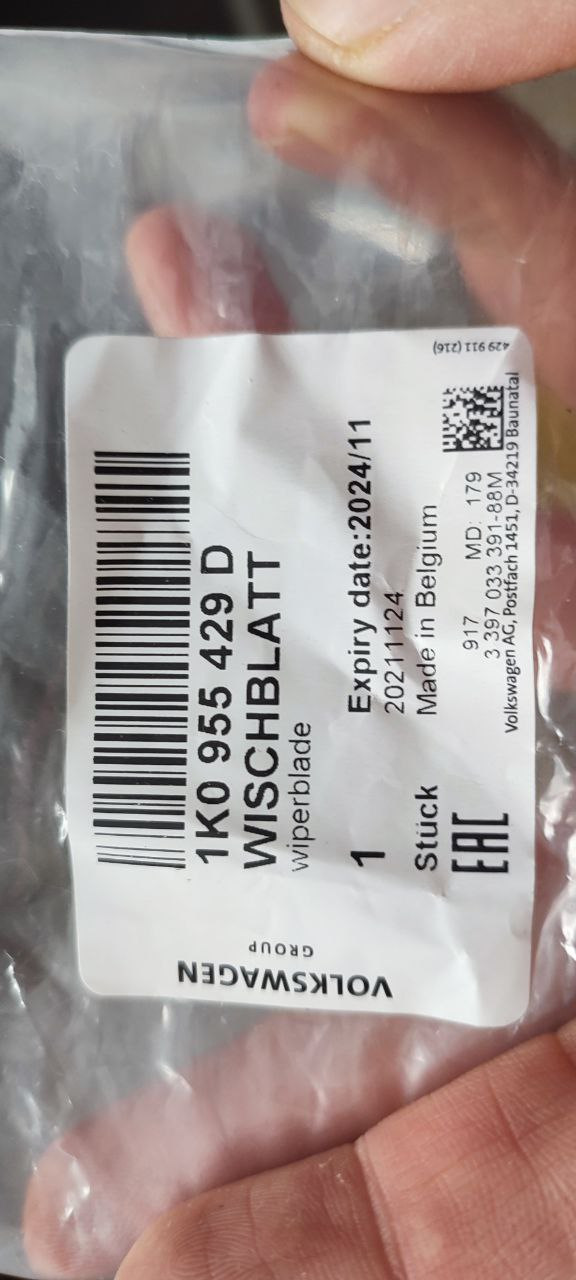 VOLKSWAGEN
GROUP
1K0 955 429 D
WISCHBLATT
wiperblade
1
Expiry date:2024/11
20211124
Stück
Made in Belgium
EAC
917 MD: 179
3 397 033 391-88M
Volkswagen AG, Postfach 1451, D-34219 Baunatal
429 911 (216)